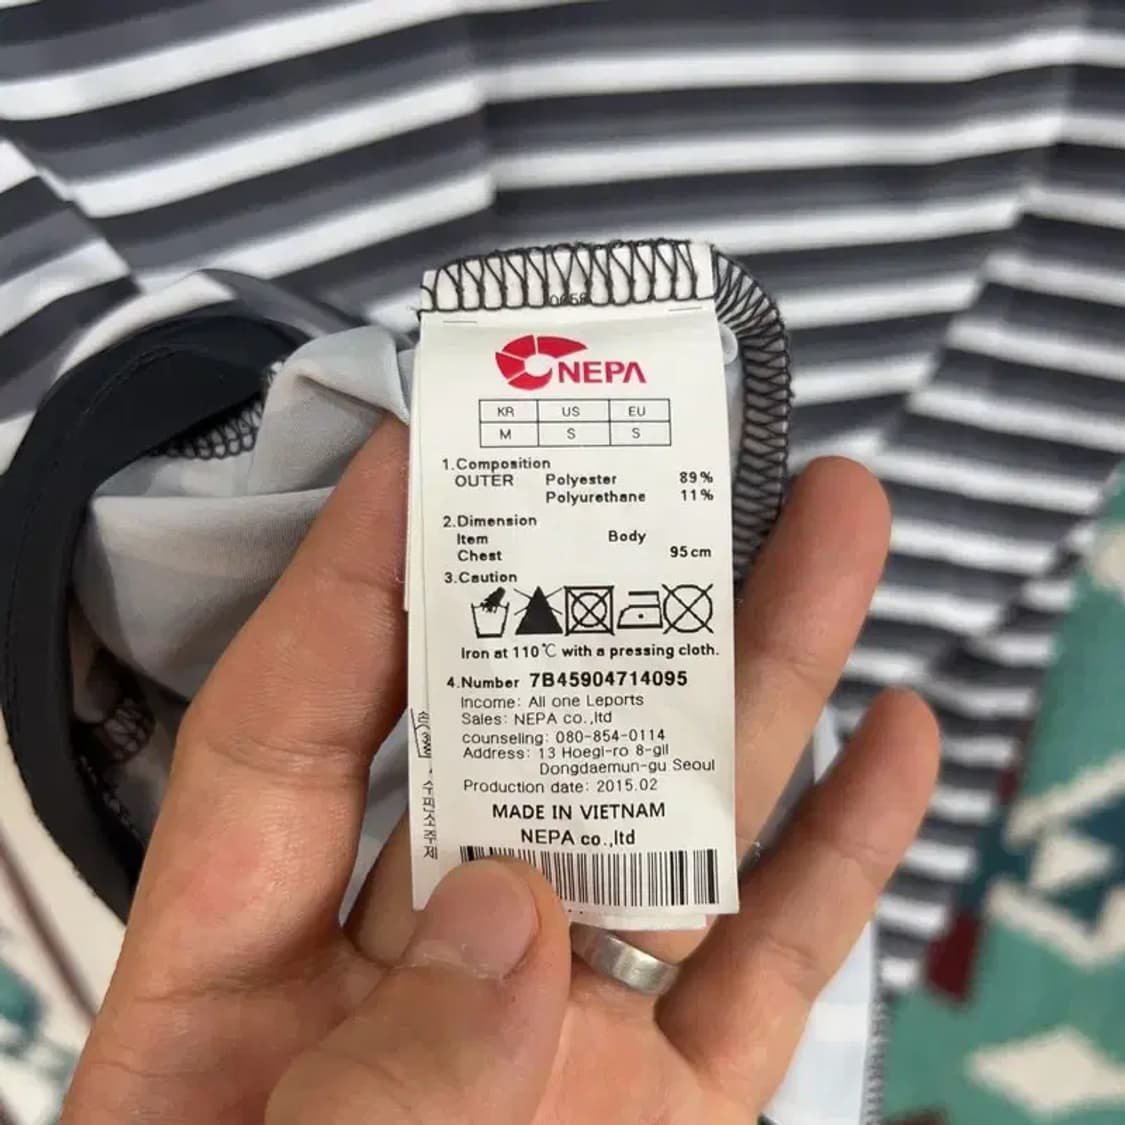 NEPA
KR US EU
M S S
1.Composition
OUTER Polyester 89%
Polyurethane 11%
2.Dimension
Item Body
Chest 95cm
3.Caution
Iron at 110℃ with a pressing cloth.
4.Number 7B45904714095
Income: All one Leports
Sales: NEPA co.,ltd
counseling: 080-854-0114
Address: 13 Hoegi-ro 8-gil
Dongdaemun-gu Seoul
Production date: 2015.02
MADE IN VIETNAM
NEPA co.,ltd